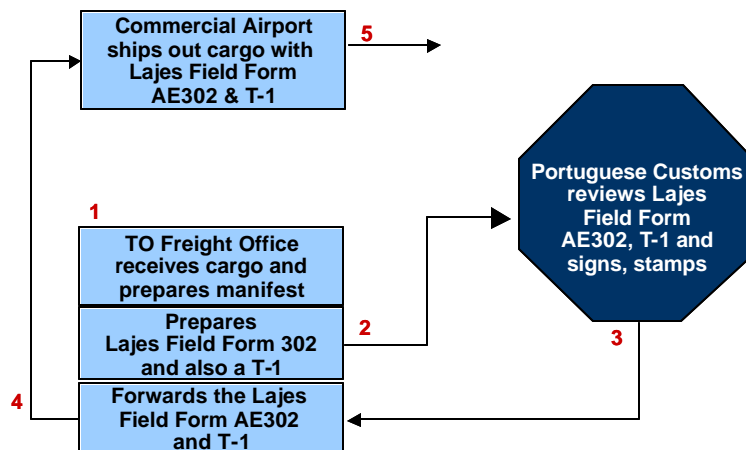 Commercial Airport
ships out cargo with
Lajes Field Form
AE302 & T-1
5
Portuguese Customs
reviews Lajes
Field Form
AE302, T-1 and
signs, stamps
1
TO Freight Office
receives cargo and
prepares manifest
Prepares
Lajes Field Form 302
and also a T-1
2
3
4
Forwards the Lajes
Field Form AE302
and T-1